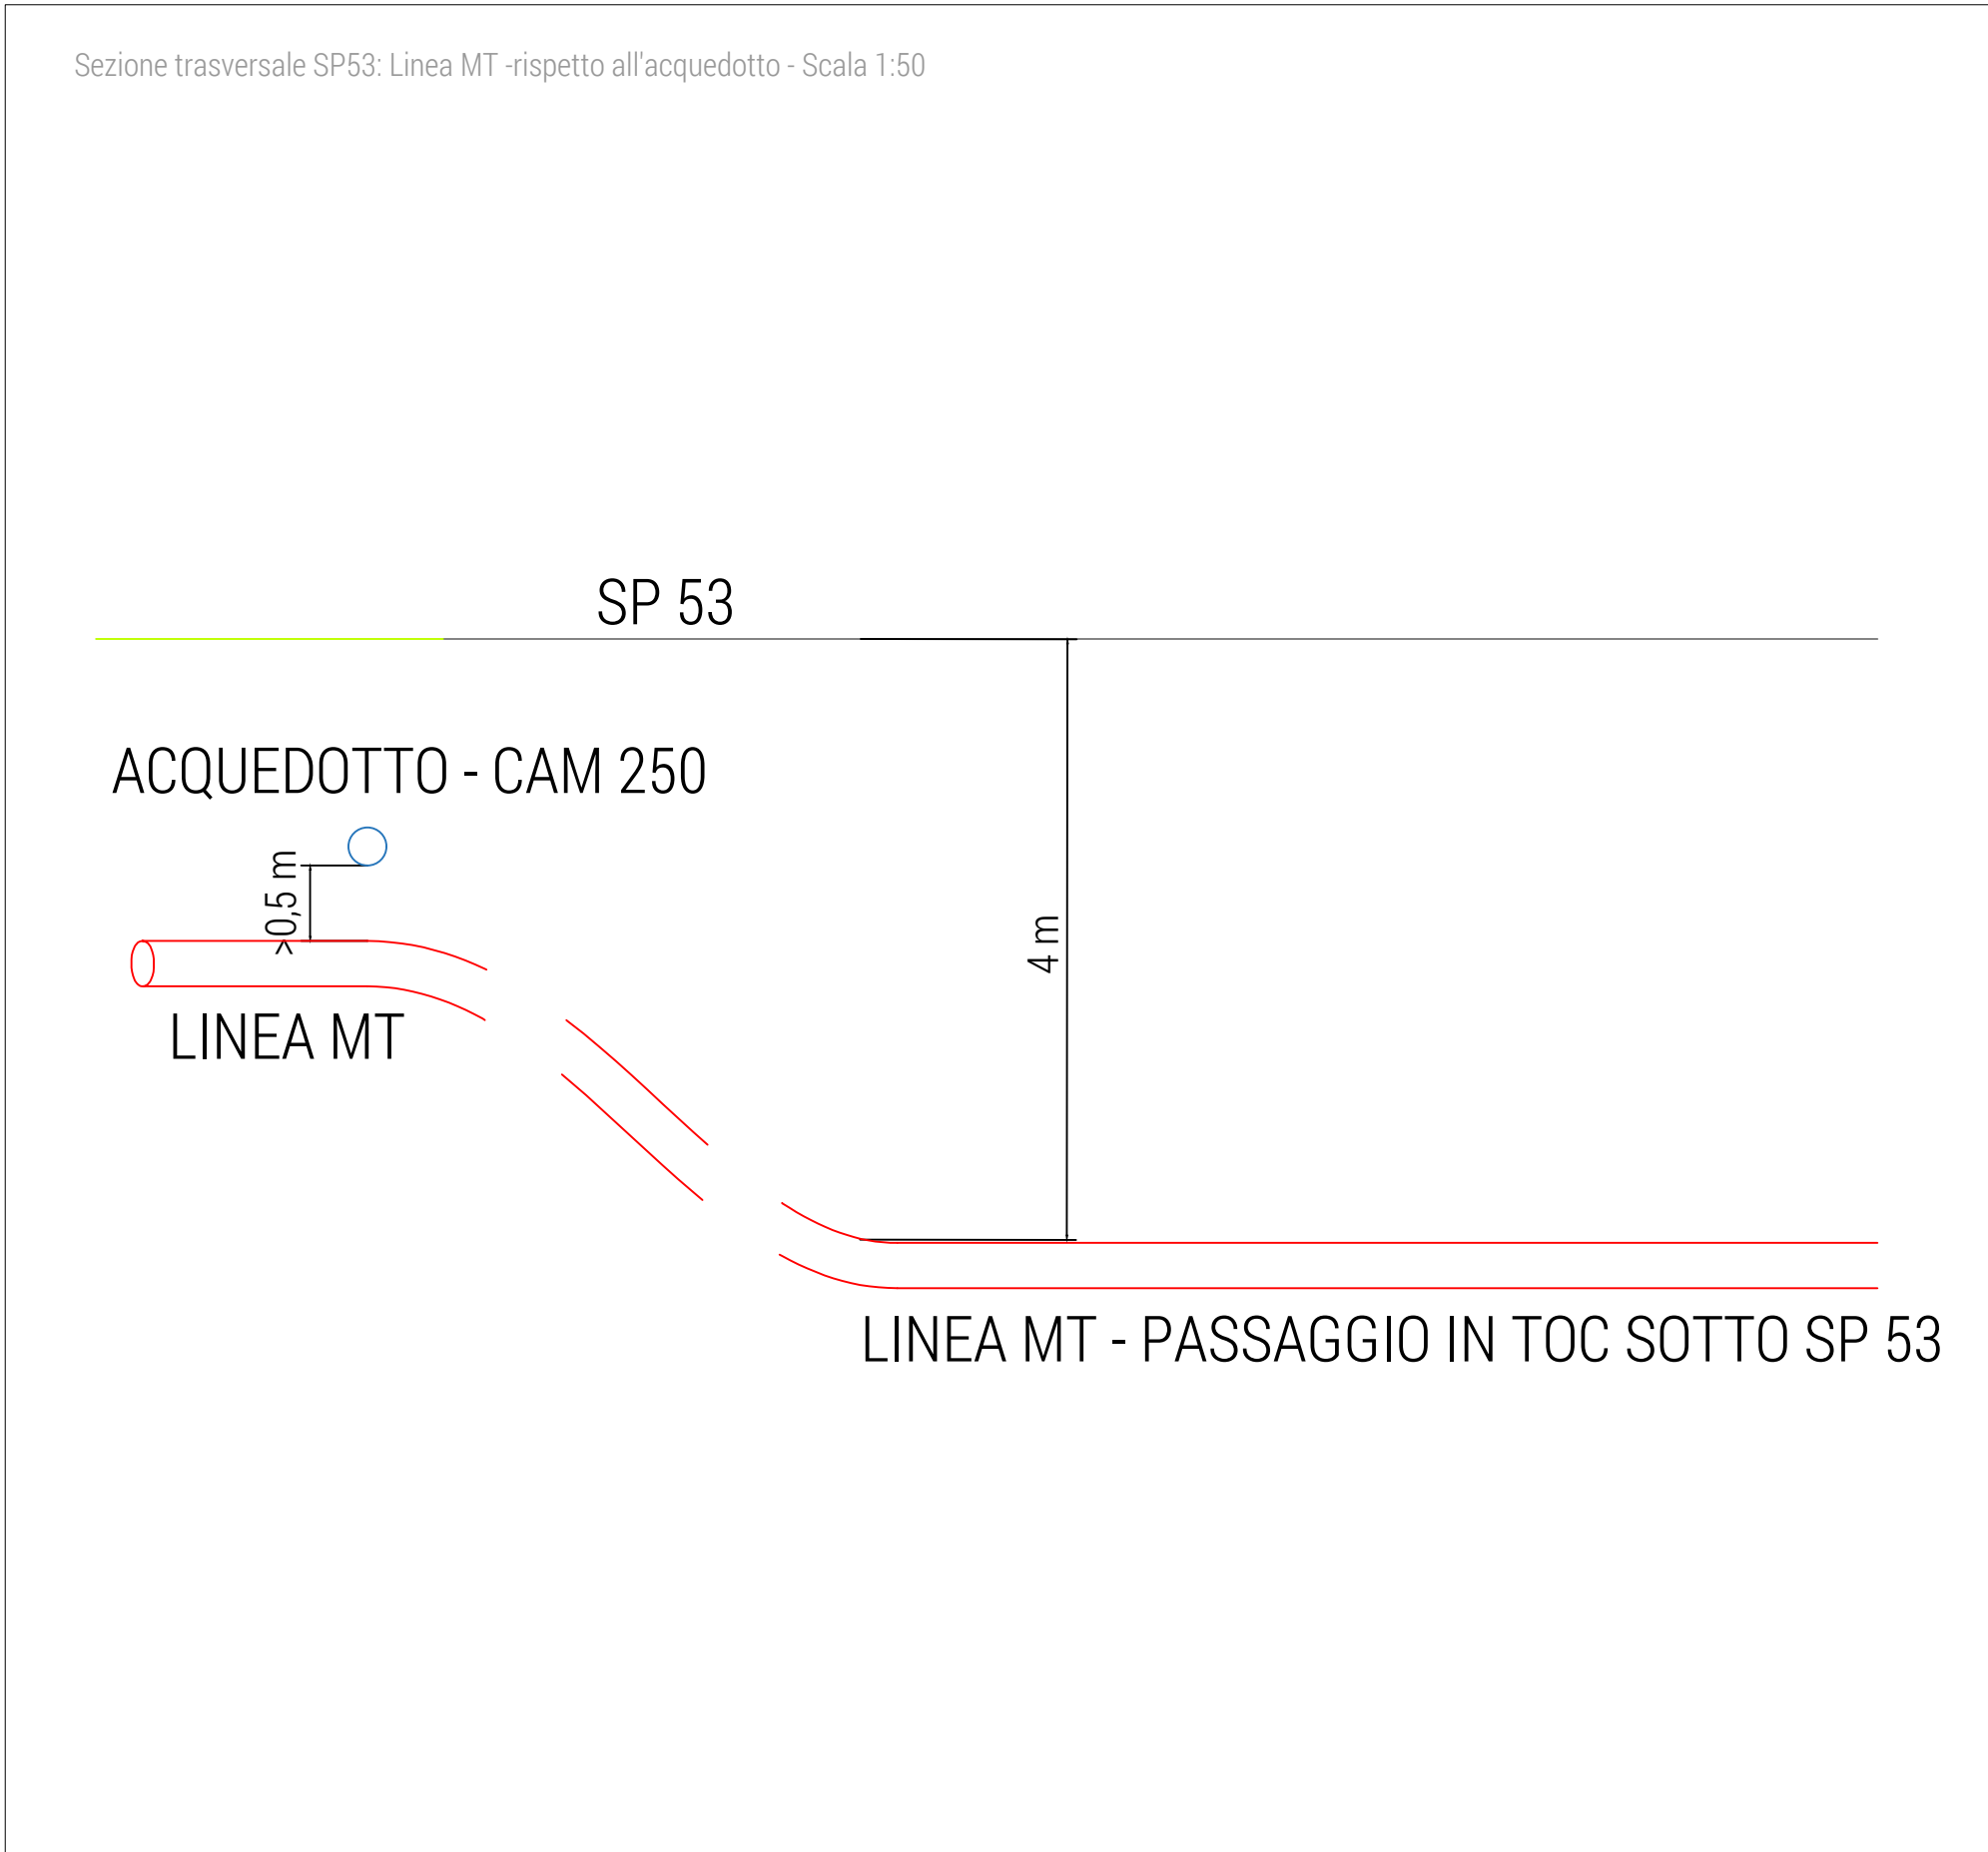 Sezione trasversale SP53: Linea MT -rispetto all'acquedotto - Scala 1:50
SP 53
ACQUEDOTTO - CAM 250
>0,5 m
4 m
LINEA MT
LINEA MT - PASSAGGIO IN TOC SOTTO SP 53